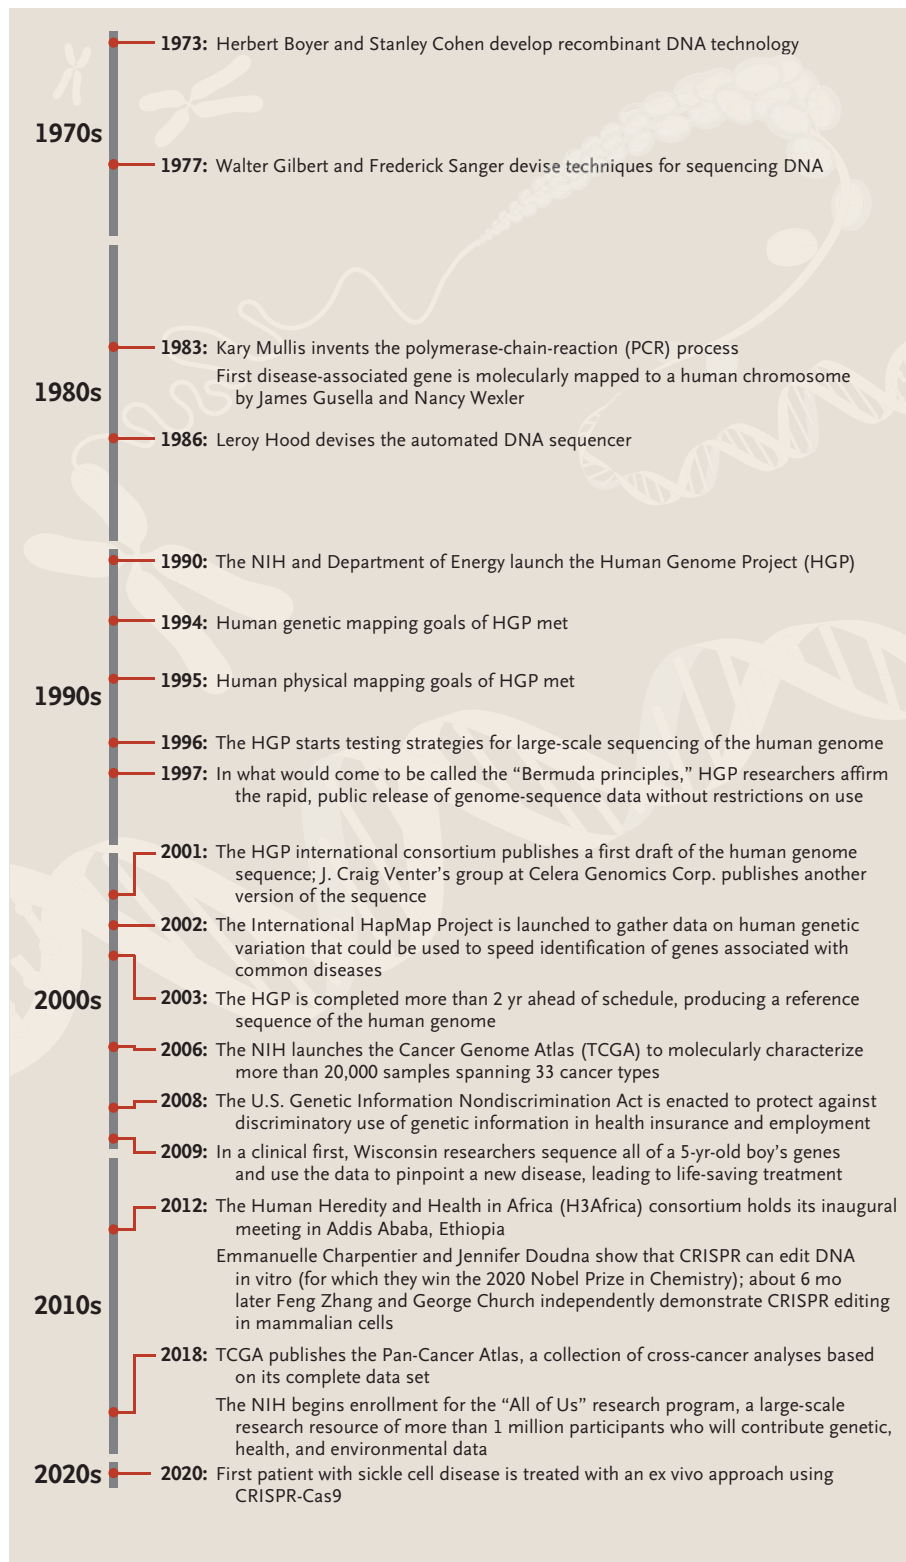 1973: Herbert Boyer and Stanley Cohen develop recombinant DNA technology
1970s
1977: Walter Gilbert and Frederick Sanger devise techniques for sequencing DNA
1983: Kary Mullis invents the polymerase-chain-reaction (PCR) process
First disease-associated gene is molecularly mapped to a human chromosome
by James Gusella and Nancy Wexler
1980s
1986: Leroy Hood devises the automated DNA sequencer
1990: The NIH and Department of Energy launch the Human Genome Project (HGP)
1994: Human genetic mapping goals of HGP met
1995: Human physical mapping goals of HGP met
1990s
1996: The HGP starts testing strategies for large-scale sequencing of the human genome
1997: In what would come to be called the “Bermuda principles,” HGP researchers affirm
the rapid, public release of genome-sequence data without restrictions on use
2001: The HGP international consortium publishes a first draft of the human genome
sequence; J. Craig Venter’s group at Celera Genomics Corp. publishes another
version of the sequence
2002: The International HapMap Project is launched to gather data on human genetic
variation that could be used to speed identification of genes associated with
common diseases
2000s
2003: The HGP is completed more than 2 yr ahead of schedule, producing a reference
sequence of the human genome
2006: The NIH launches the Cancer Genome Atlas (TCGA) to molecularly characterize
more than 20,000 samples spanning 33 cancer types
2008: The U.S. Genetic Information Nondiscrimination Act is enacted to protect against
discriminatory use of genetic information in health insurance and employment
2009: In a clinical first, Wisconsin researchers sequence all of a 5-yr-old boy’s genes
and use the data to pinpoint a new disease, leading to life-saving treatment
2012: The Human Heredity and Health in Africa (H3Africa) consortium holds its inaugural
meeting in Addis Ababa, Ethiopia
Emmanuelle Charpentier and Jennifer Doudna show that CRISPR can edit DNA
in vitro (for which they win the 2020 Nobel Prize in Chemistry); about 6 mo
later Feng Zhang and George Church independently demonstrate CRISPR editing
in mammalian cells
2010s
2018: TCGA publishes the Pan-Cancer Atlas, a collection of cross-cancer analyses based
on its complete data set
The NIH begins enrollment for the “All of Us” research program, a large-scale
research resource of more than 1 million participants who will contribute genetic,
health, and environmental data
2020s
2020: First patient with sickle cell disease is treated with an ex vivo approach using
CRISPR-Cas9